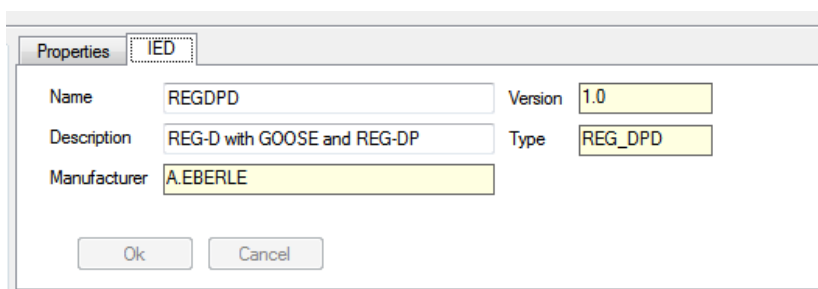 Properties IED
Name REGDPD Version 1.0
Description REG-D with GOOSE and REG-DP Type REG_DPD
Manufacturer A.EBERLE
Ok Cancel